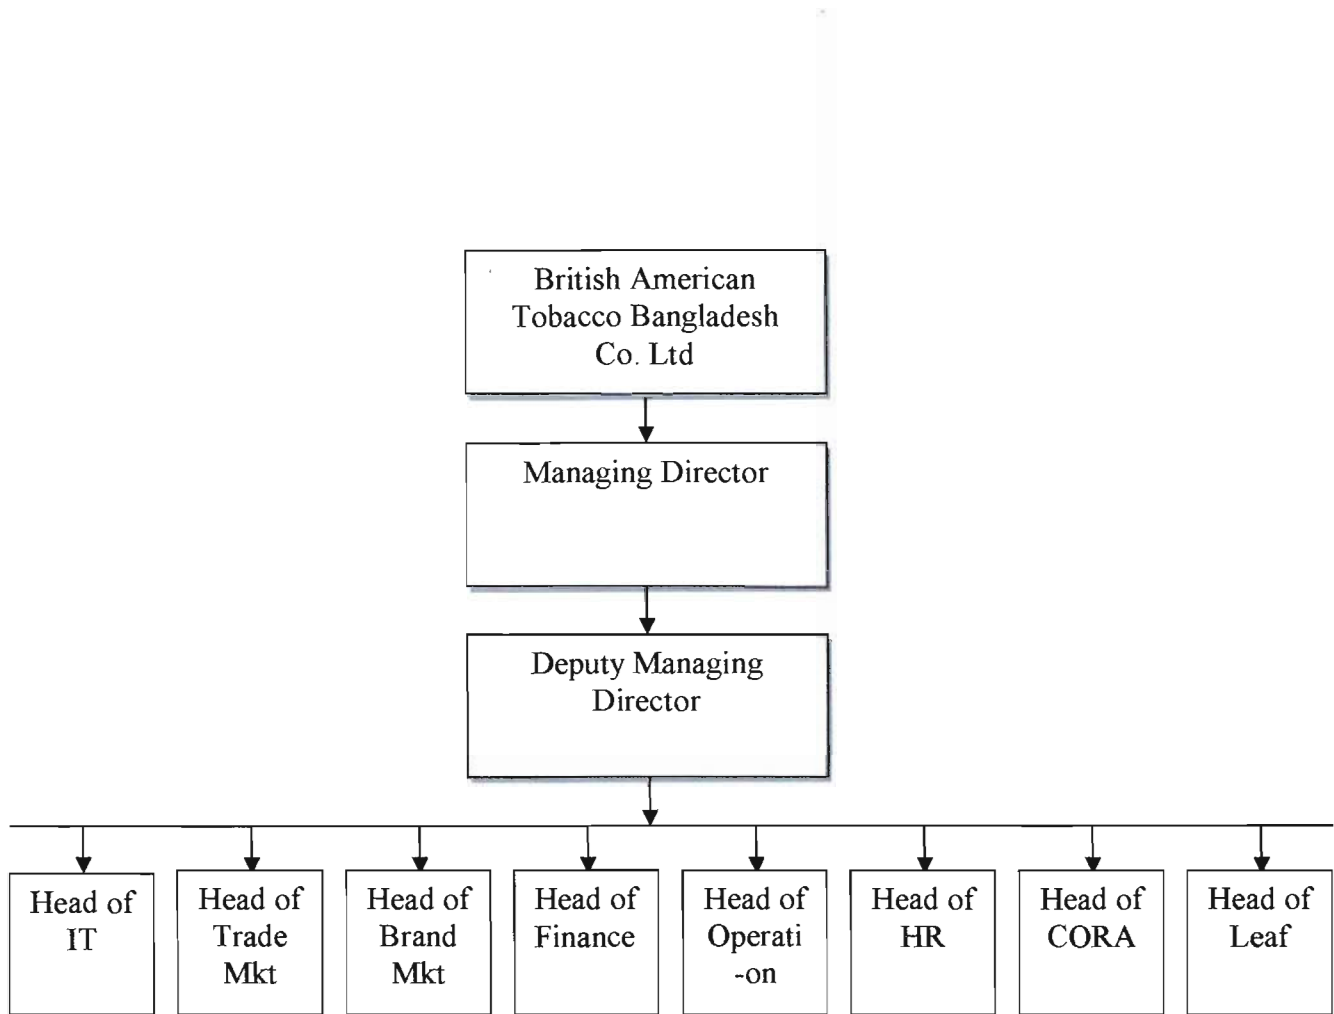 British American
Tobacco Bangladesh
Co. Ltd
Managing Director
Deputy Managing
Director
Head of
IT
Head of
Trade
Mkt
Head of
Brand
Mkt
Head of
Finance
Head of
Operati
-on
Head of
HR
Head of
CORA
Head of
Leaf